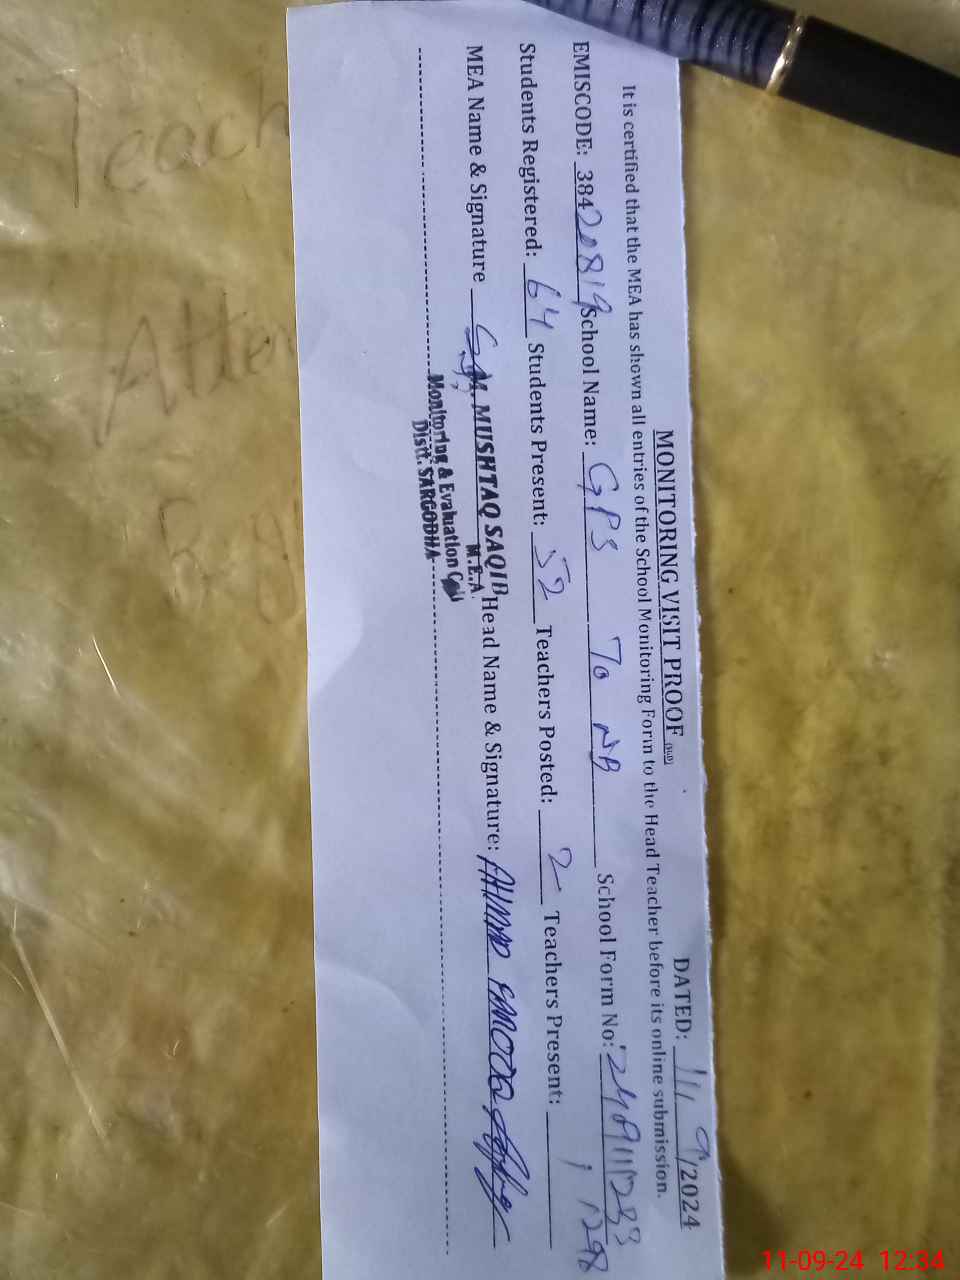 MONITORING VISIT PROOF
DATED: 11/ 9/2024
It is certified that the MEA has shown all entries of the School Monitoring Form to the Head Teacher before its online submission.
EMISCODE: 38420819 School Name: GPS 70 NB School Form No:
Students Registered: 64 Students Present: 52 Teachers Posted: 2 Teachers Present: 1
MEA Name & Signature M. MUSHTAQ SAQIB Head Name & Signature: AHMAD
M.E.A
Monitoring & Evaluation Cell
Distt. SARGODHA
Teach
Atten
11-09-24 12:34